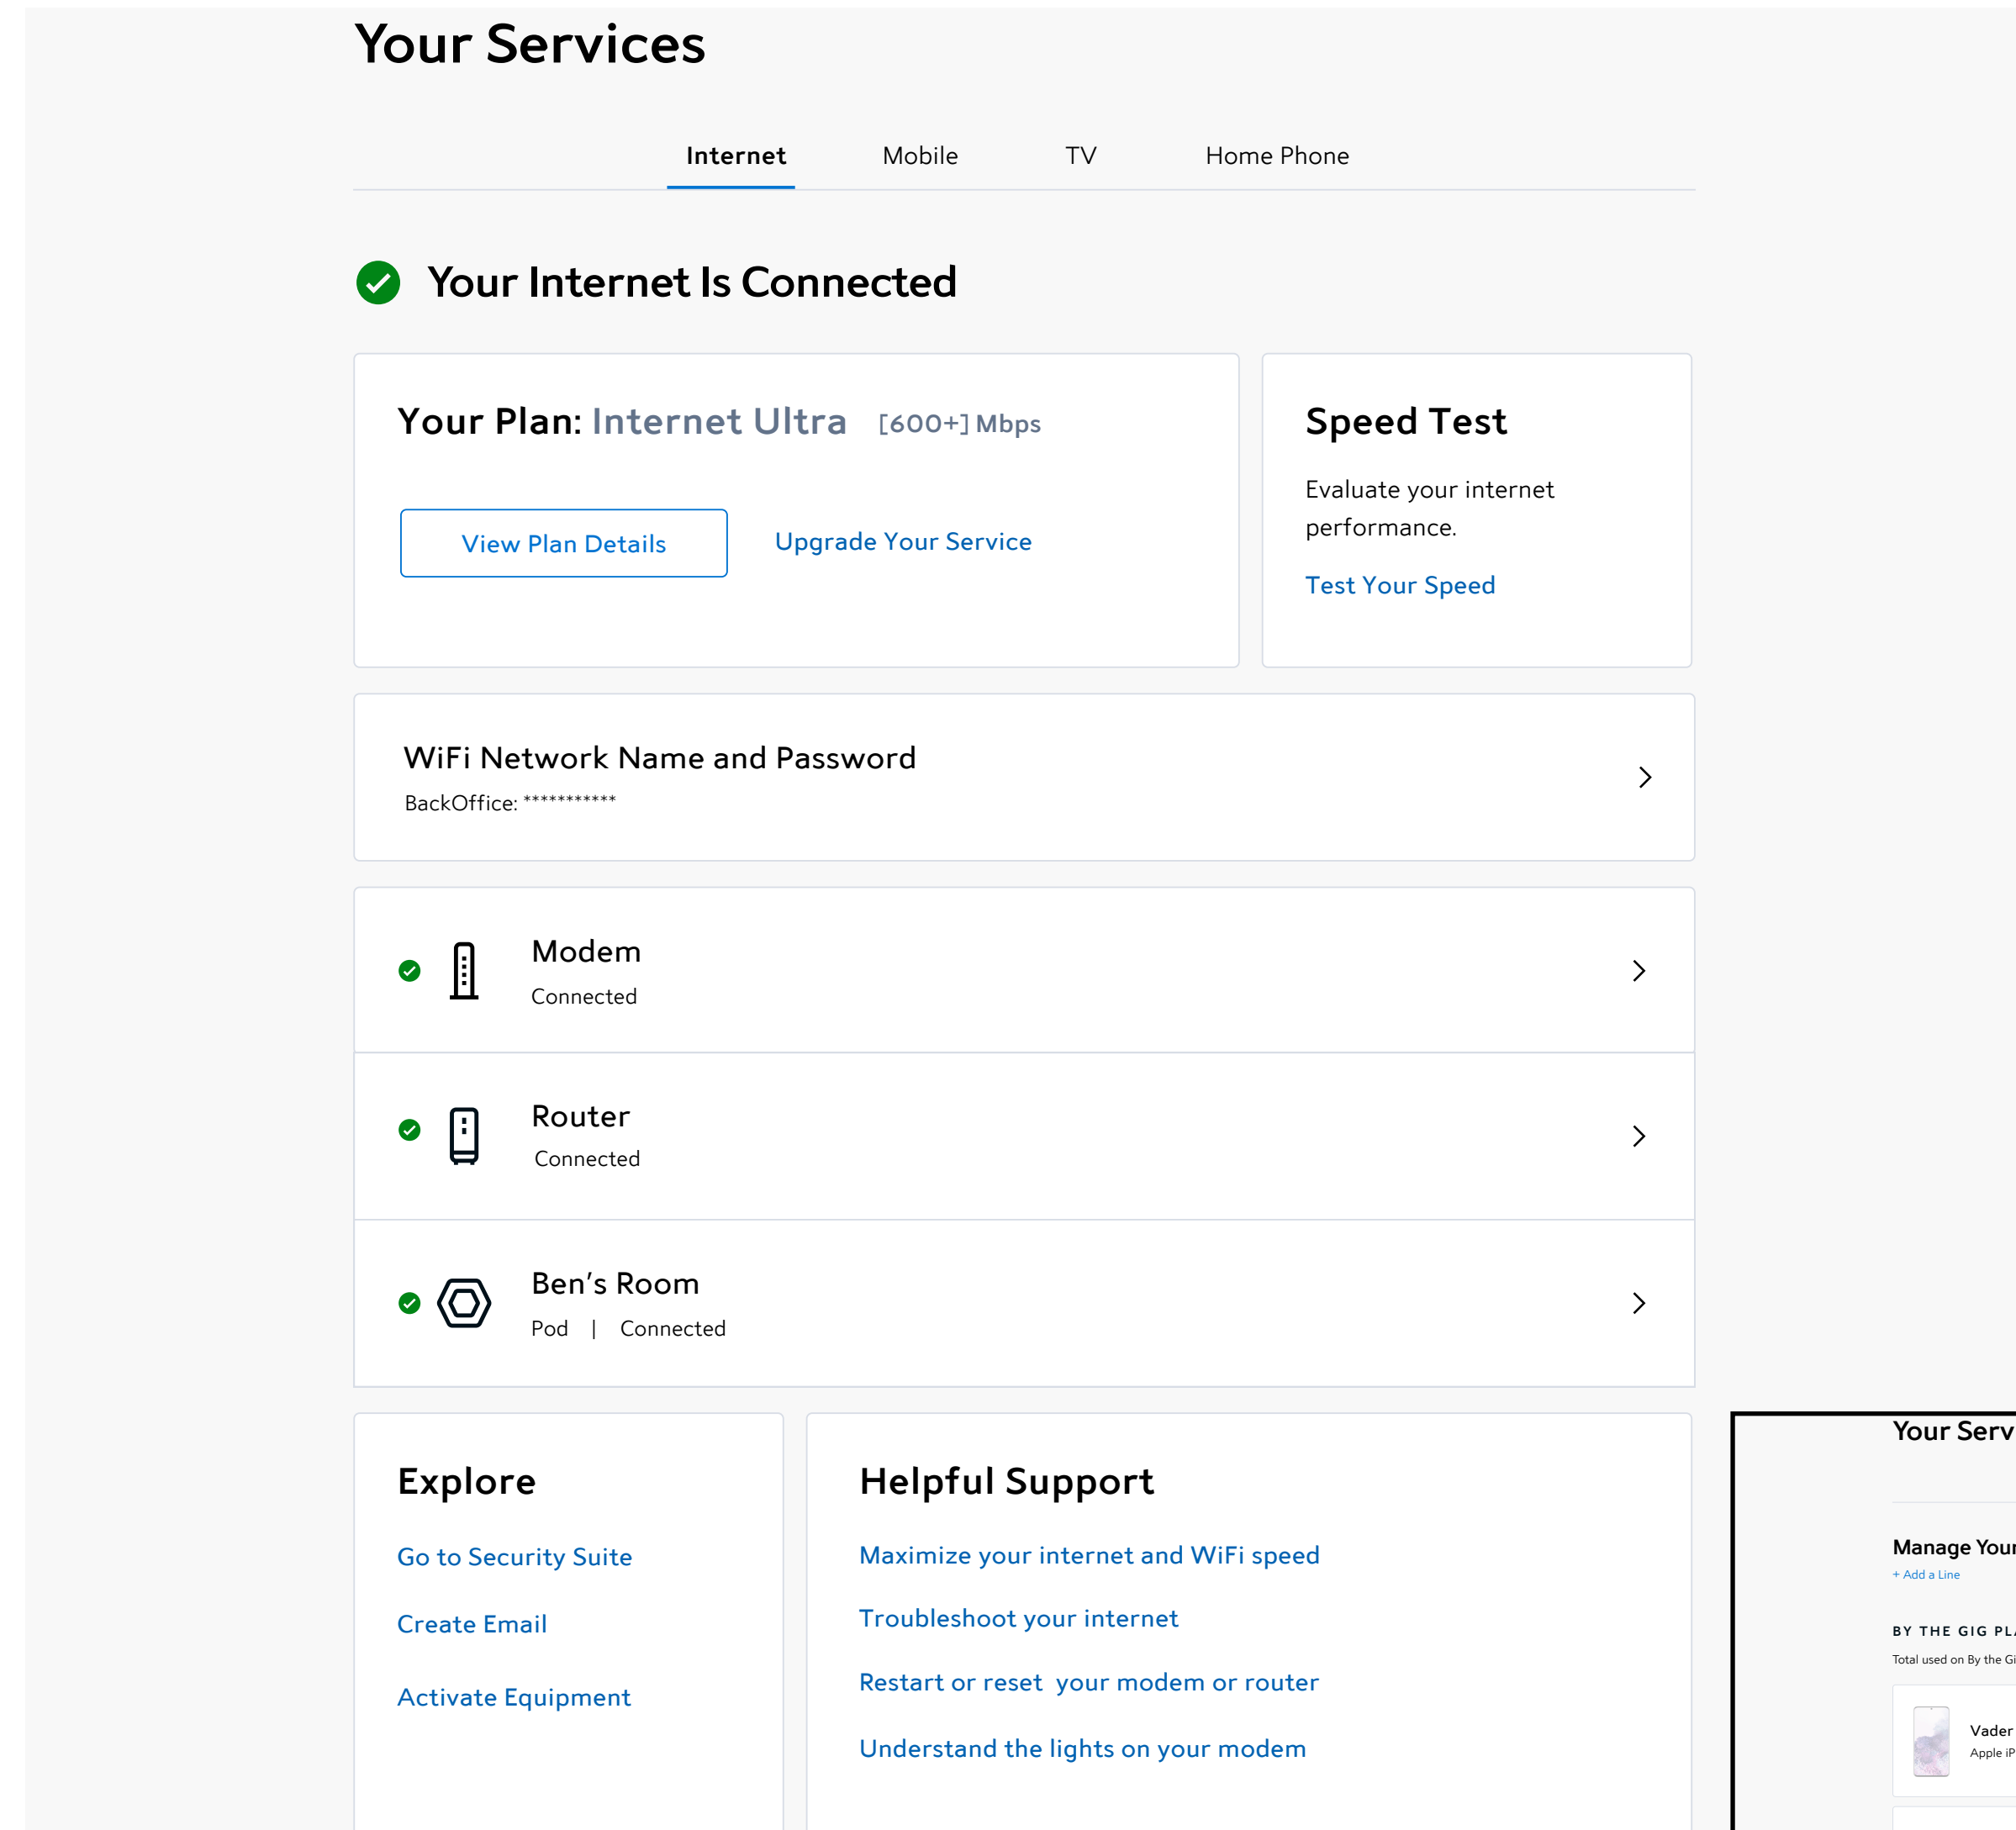 Your Services
Internet Mobile TV Home Phone
Your Internet Is Connected
Your Plan: Internet Ultra [600+] Mbps
View Plan Details Upgrade Your Service
Speed Test
Evaluate your internet
performance.
Test Your Speed
WiFi Network Name and Password
BackOffice: ***********
Modem
Connected
Router
Connected
Ben's Room
Pod | Connected
Explore
Go to Security Suite
Create Email
Activate Equipment
Helpful Support
Maximize your internet and WiFi speed
Troubleshoot your internet
Restart or reset  your modem or router
Understand the lights on your modem
Your Serv
Manage Your
+ Add a Line
BY THE GIG PL
Total used on By the Gi
Vader
Apple iP